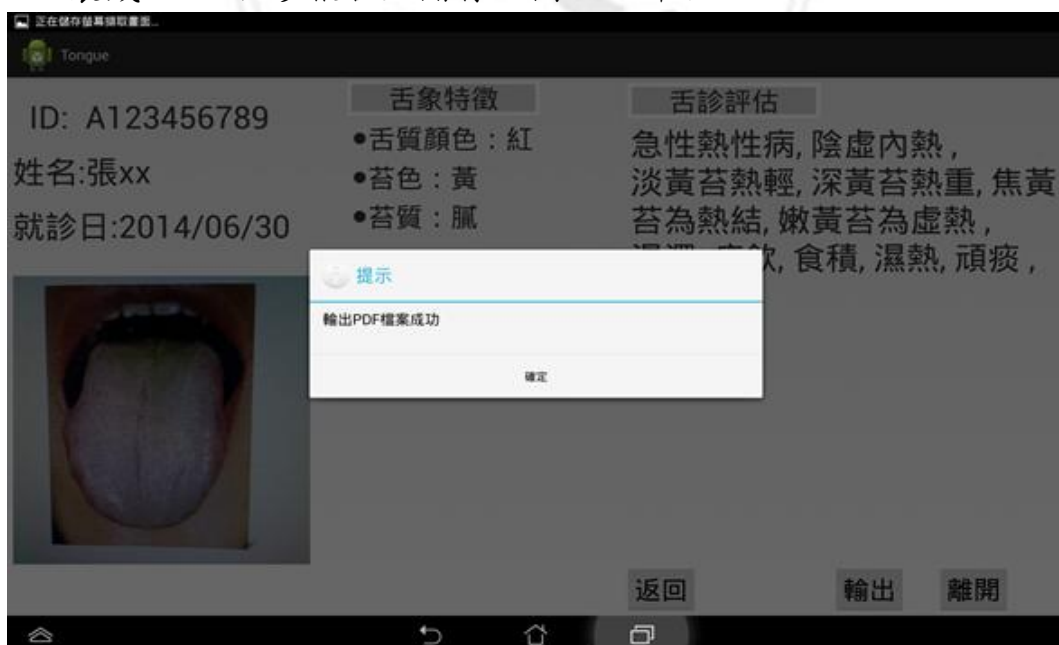 正在儲存螢幕擷取畫面...
Tongue
ID: A123456789
姓名:張xx
就診日:2014/06/30
舌象特徵
●舌質顏色：紅
●苔色：黃
●苔質：膩
舌診評估
急性熱性病, 陰虛內熱 ,
淡黃苔熱輕, 深黃苔熱重, 焦黃
苔為熱結, 嫩黃苔為虛熱 ,
食積, 濕熱, 頑痰 ,
提示
輸出PDF檔案成功
確定
返回
輸出
離開